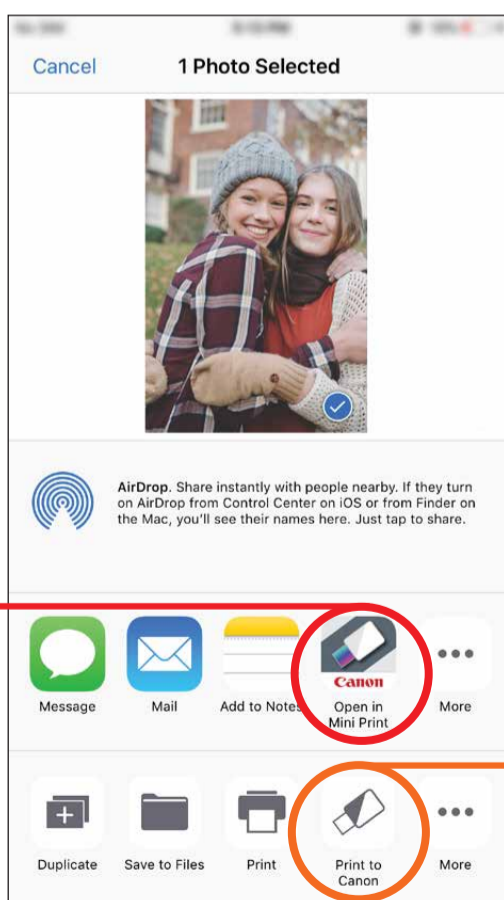 Cancel
1 Photo Selected
AirDrop. Share instantly with people nearby. If they turn
on AirDrop from Control Center on iOS or from Finder on
the Mac, you'll see their names here. Just tap to share.
Canon
Message
Mail
Add to Notes
Open in
Mini Print
More
Duplicate
Save to Files
Print
Print to
Canon
More